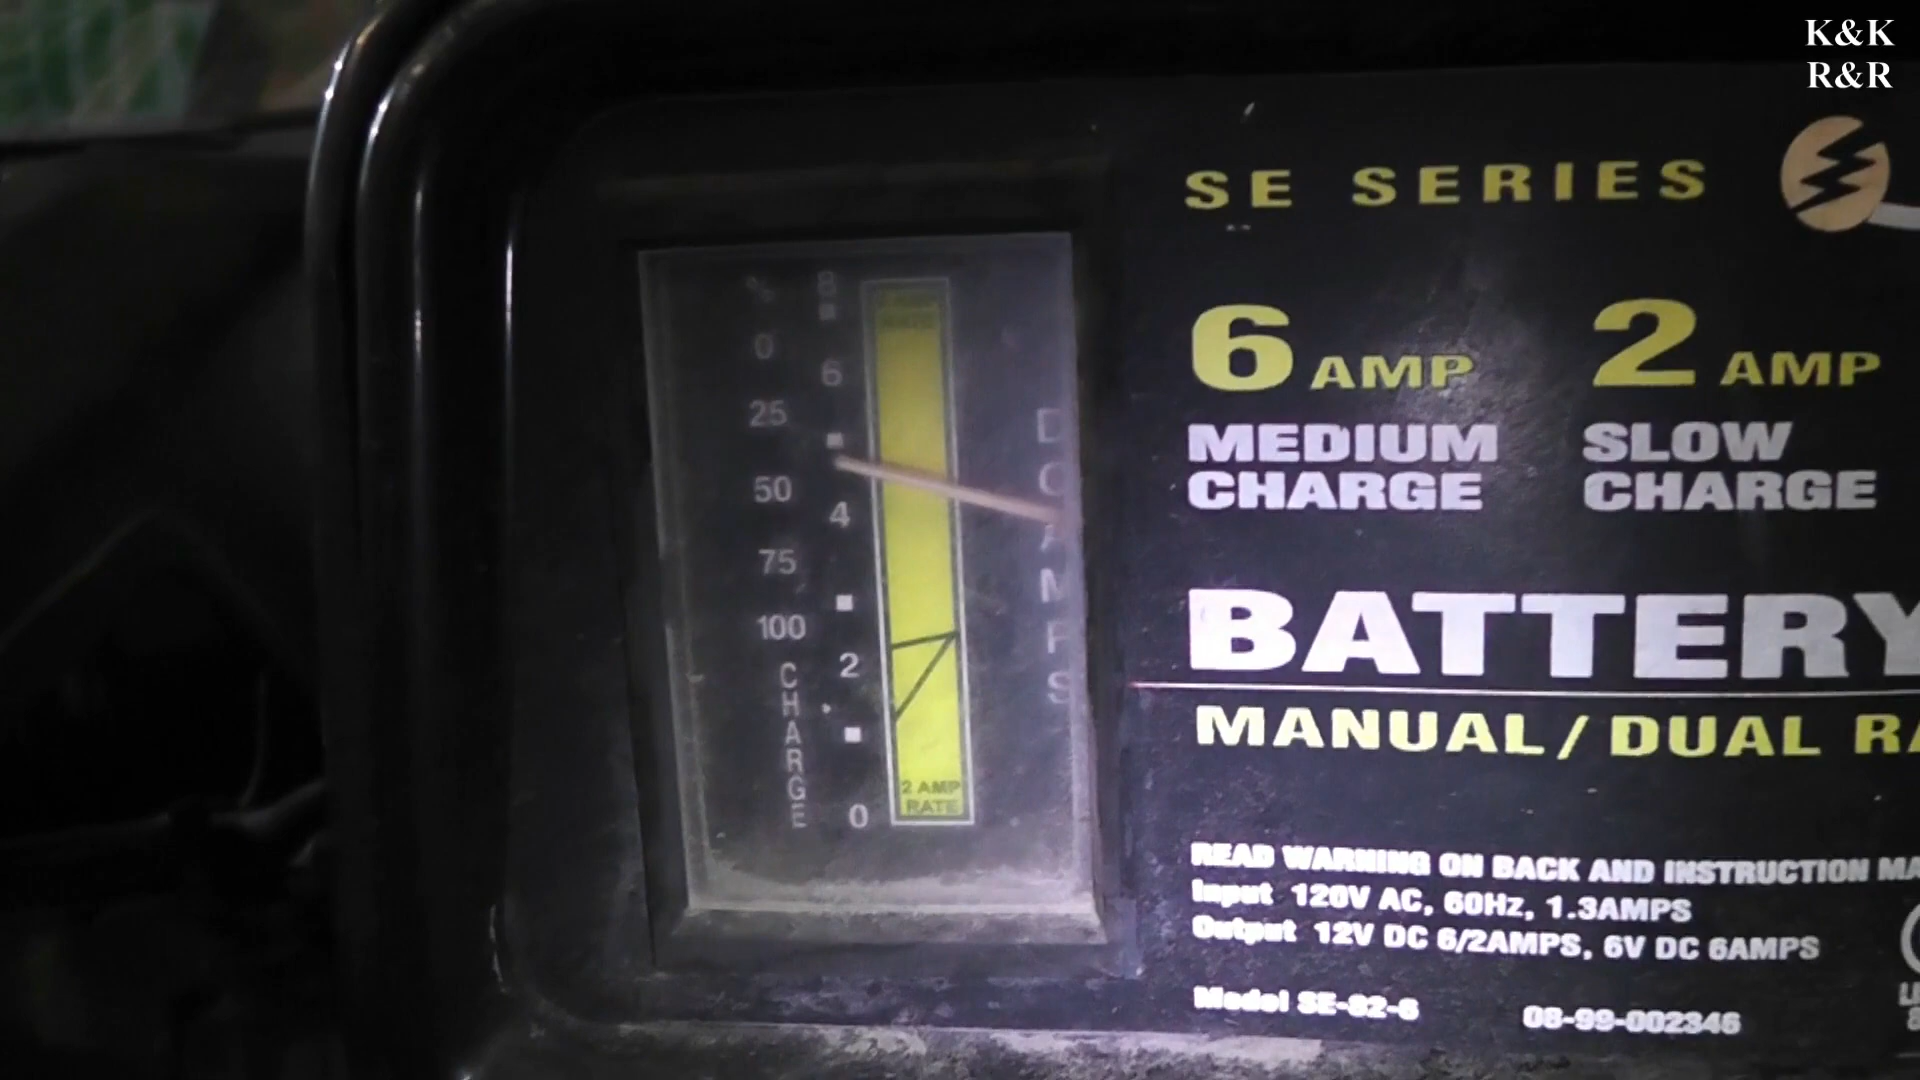 K&K
R&R
SE SERIES
6 AMP
MEDIUM
CHARGE
2 AMP
SLOW
CHARGE
BATTERY
MANUAL/DUAL
READ WARNING ON BACK AND INSTRUCTION
Input 120V AC, 60Hz, 1.3AMPS
Output 12V DC 6/2AMPS, 6V DC 6AMPS
Model SE-82-6
08-99-002346
%
0
25
50
75
100
CHARGE
8
6
4
2
0
2 AMP
RATE
D C AMPS